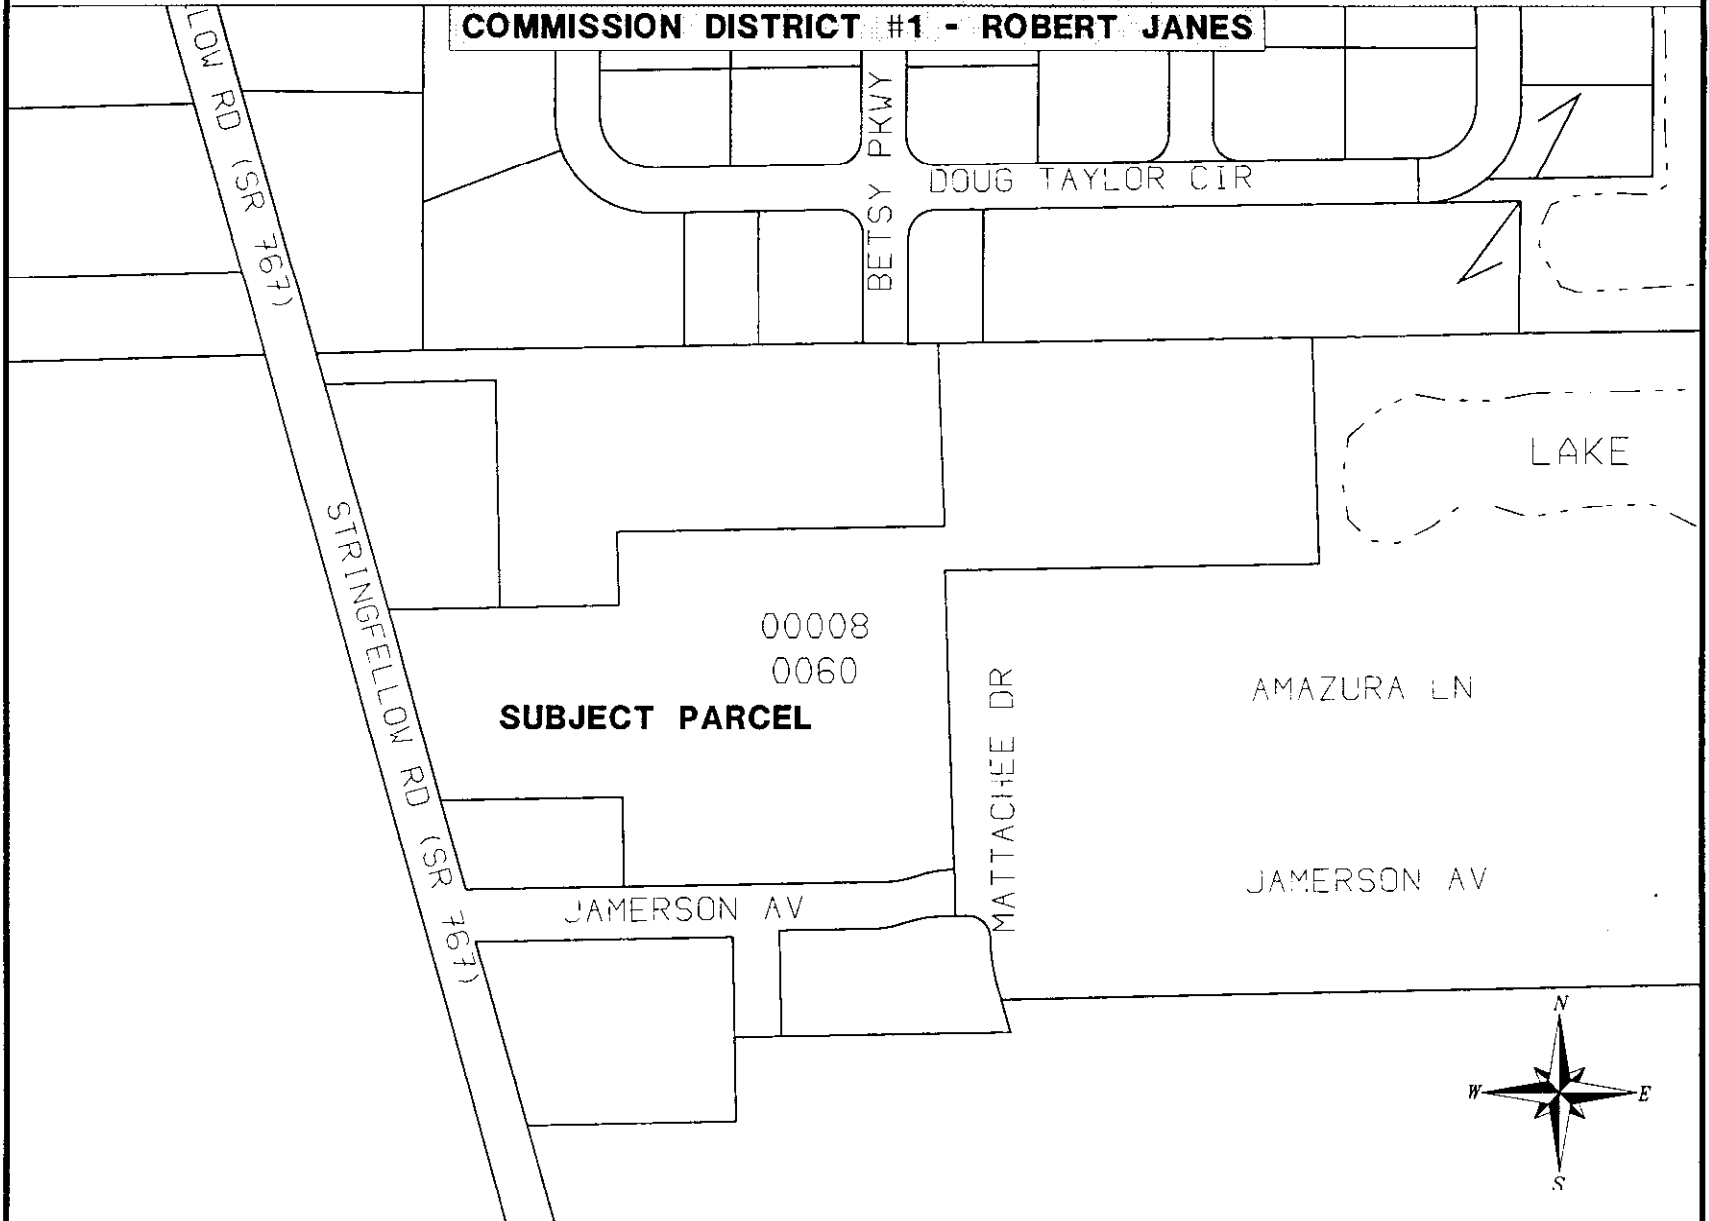 COMMISSION DISTRICT #1 - ROBERT JANES
LOW RD (SR 767)
BETSY PKWY
DOUG TAYLOR CIR
LAKE
STRINGFELLOW RD (SR 767)
00008
0060
SUBJECT PARCEL
MATTACHEE DR
AMAZURA LN
JAMERSON AV
JAMERSON AV
N
W
E
S